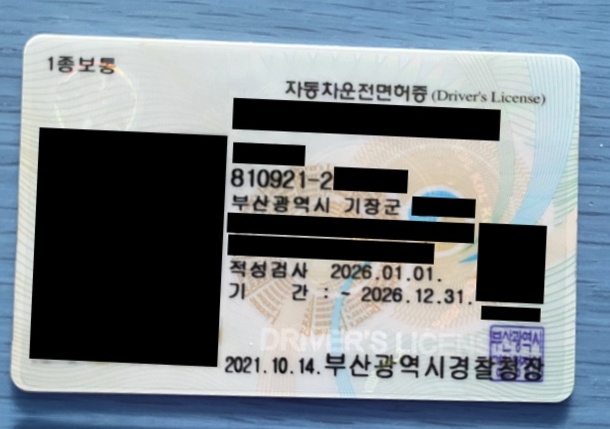 1종보통
자동차운전면허증 (Driver's License)
810921-2
부산광역시 기장군
적성검사 2026.01.01.
기 간 : ~ 2026.12.31.
DRIVER'S LICENSE
부산광역시
2021.10.14. 부산광역시경찰청장